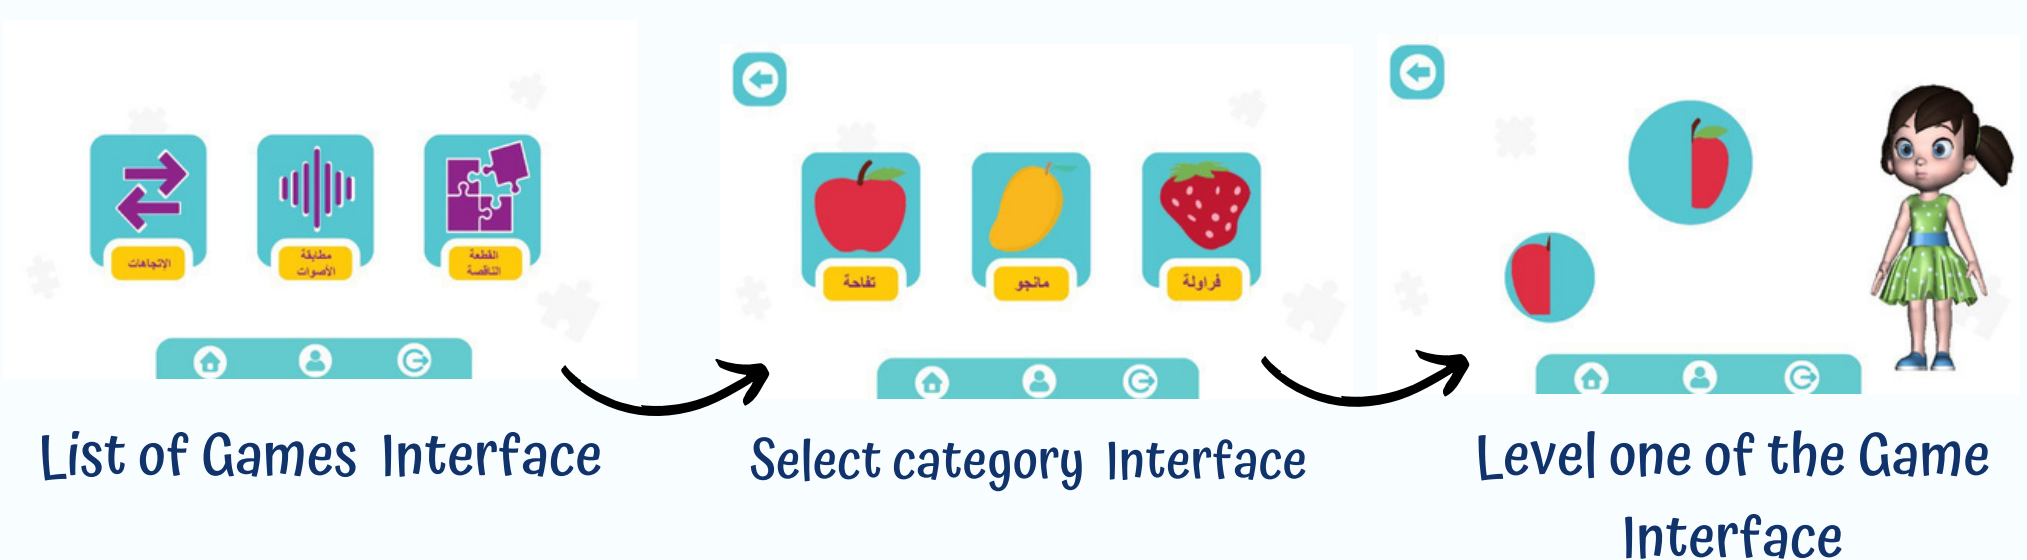 الاتجاهات
مطابقة
الأصوات
القطعة
الناقصة
List of Games Interface
تفاحة
مانجو
فراولة
Select category Interface
Level one of the Game
Interface